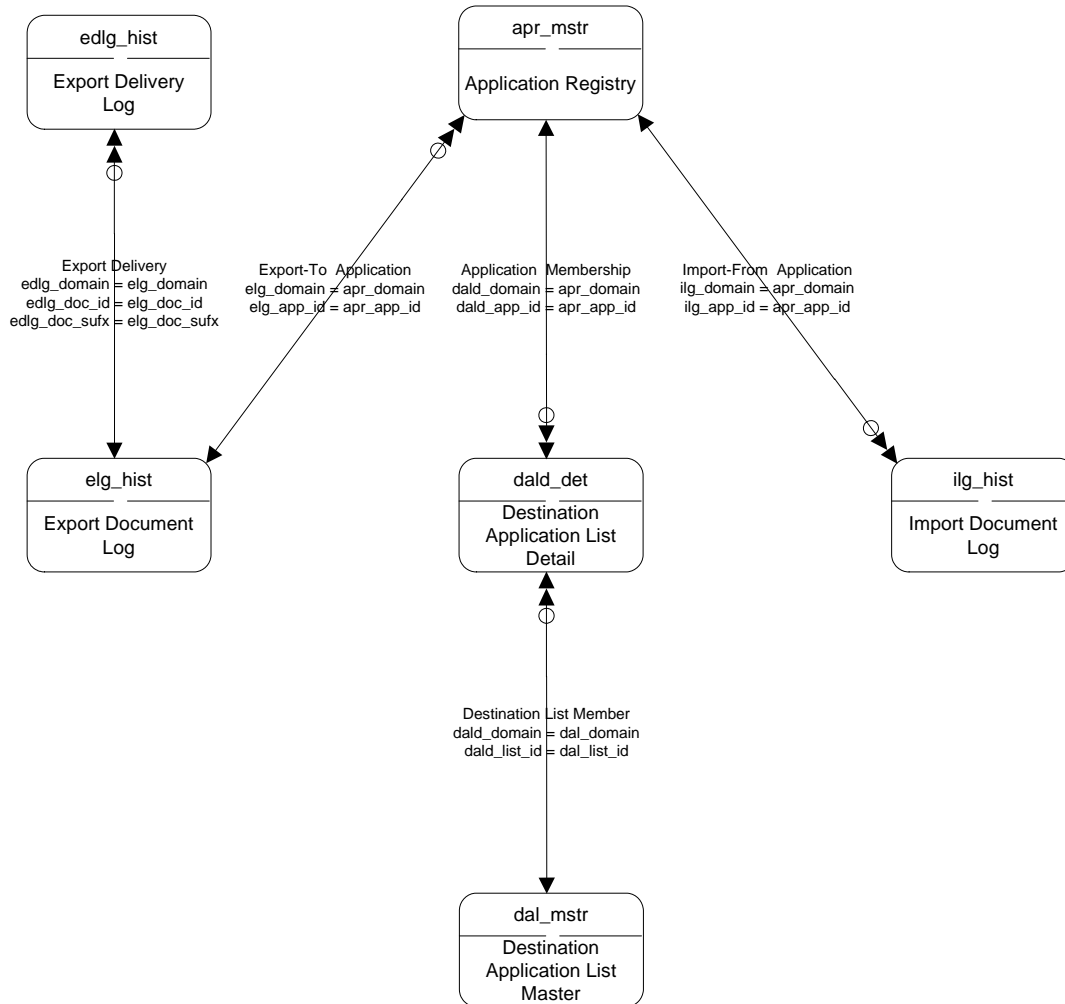 edlg_hist
Export Delivery
Log
apr_mstr
Application Registry
Export Delivery
edlg_domain = elg_domain
edlg_doc_id = elg_doc_id
edlg_doc_sufx = elg_doc_sufx
Export-To Application
elg_domain = apr_domain
elg_app_id = apr_app_id
Application Membership
dald_domain = apr_domain
dald_app_id = apr_app_id
Import-From Application
ilg_domain = apr_domain
ilg_app_id = apr_app_id
elg_hist
Export Document
Log
dald_det
Destination
Application List
Detail
ilg_hist
Import Document
Log
Destination List Member
dald_domain = dal_domain
dald_list_id = dal_list_id
dal_mstr
Destination
Application List
Master